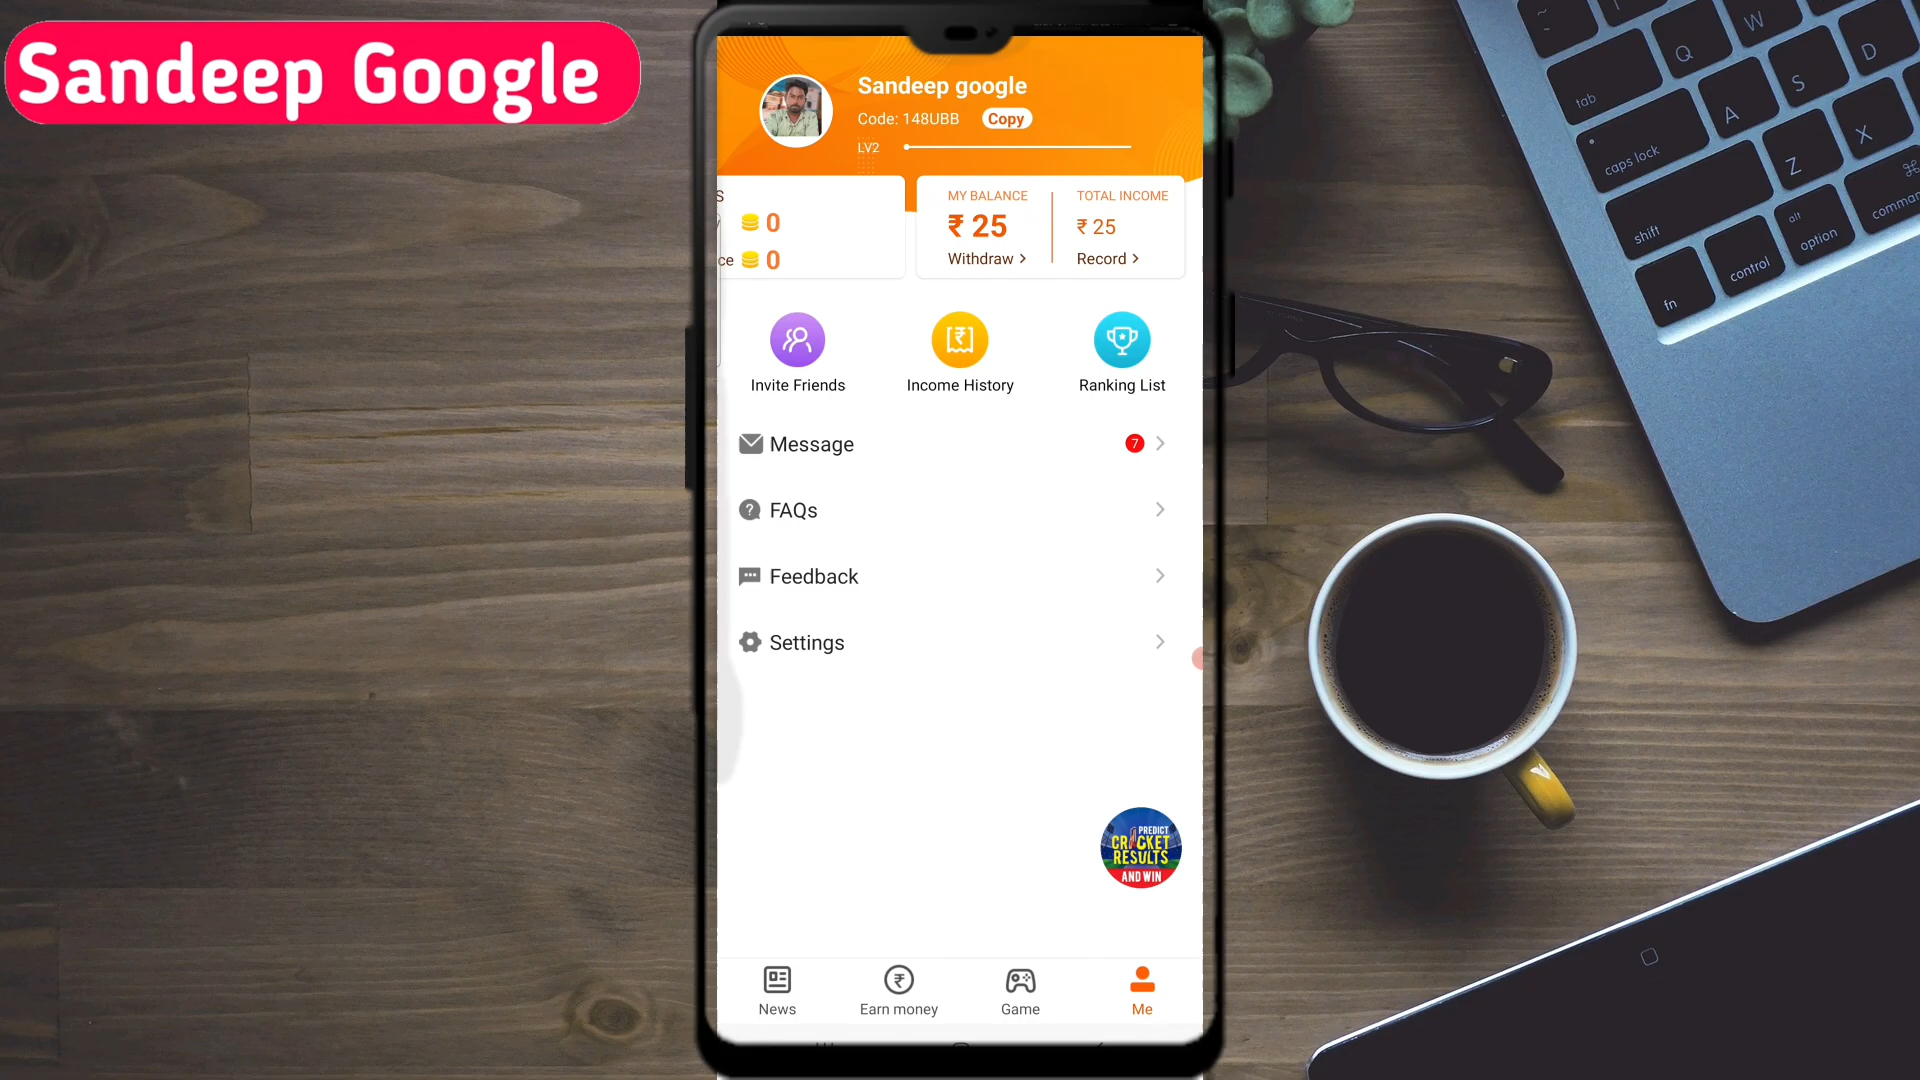 Sandeep Google
Sandeep google
Code: 148UBB
Copy
LV2
S
0
ce
0
MY BALANCE
₹ 25
Withdraw >
TOTAL INCOME
₹ 25
Record >
Invite Friends
Income History
Ranking List
Message
7
FAQs
Feedback
Settings
PREDICT
CRICKET
RESULTS
AND WIN
News
Earn money
Game
Me
~
`
!
tab
Q
W
caps lock
A
S
D
shift
Z
X
fn
control
alt
option
⌘
comman